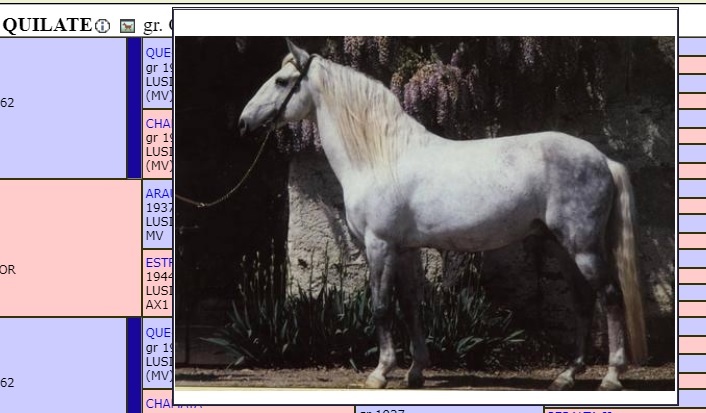 QUILATE gr.
QUE
gr 19
LUSI
(MV)
62
CHA
gr 19
LUSI
(MV)
ARAU
1937
LUSI
MV
OR
ESTR
1944
LUSI
AX1
QUE
gr 19
LUSI
(MV)
62
gr 1937